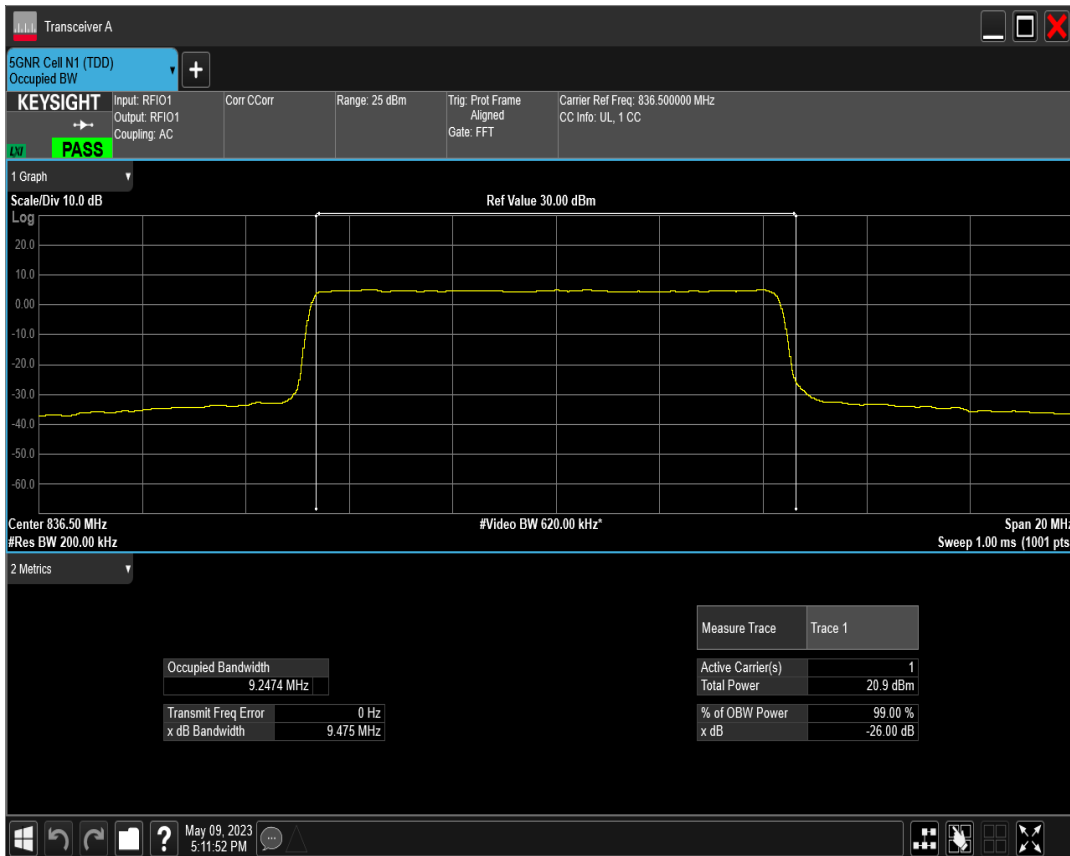 Transceiver A
5GNR Cell N1 (TDD)
Occupied BW
KEYSIGHT
LXI
PASS
Input: RFIO1
Output: RFIO1
Coupling: AC
Corr CCorr
Range: 25 dBm
Trig: Prot Frame
Aligned
Gate: FFT
Carrier Ref Freq: 836.500000 MHz
CC Info: UL, 1 CC
1 Graph
Scale/Div 10.0 dB
Ref Value 30.00 dBm
Log
20.0
10.0
0.00
-10.0
-20.0
-30.0
-40.0
-50.0
-60.0
Center 836.50 MHz
#Video BW 620.00 kHz*
Span 20 MHz
#Res BW 200.00 kHz
Sweep 1.00 ms (1001 pts
2 Metrics
Measure Trace Trace 1
Occupied Bandwidth
9.2474 MHz
Active Carrier(s) 1
Total Power 20.9 dBm
Transmit Freq Error 0 Hz
x dB Bandwidth 9.475 MHz
% of OBW Power 99.00 %
x dB -26.00 dB
?
May 09, 2023
5:11:52 PM